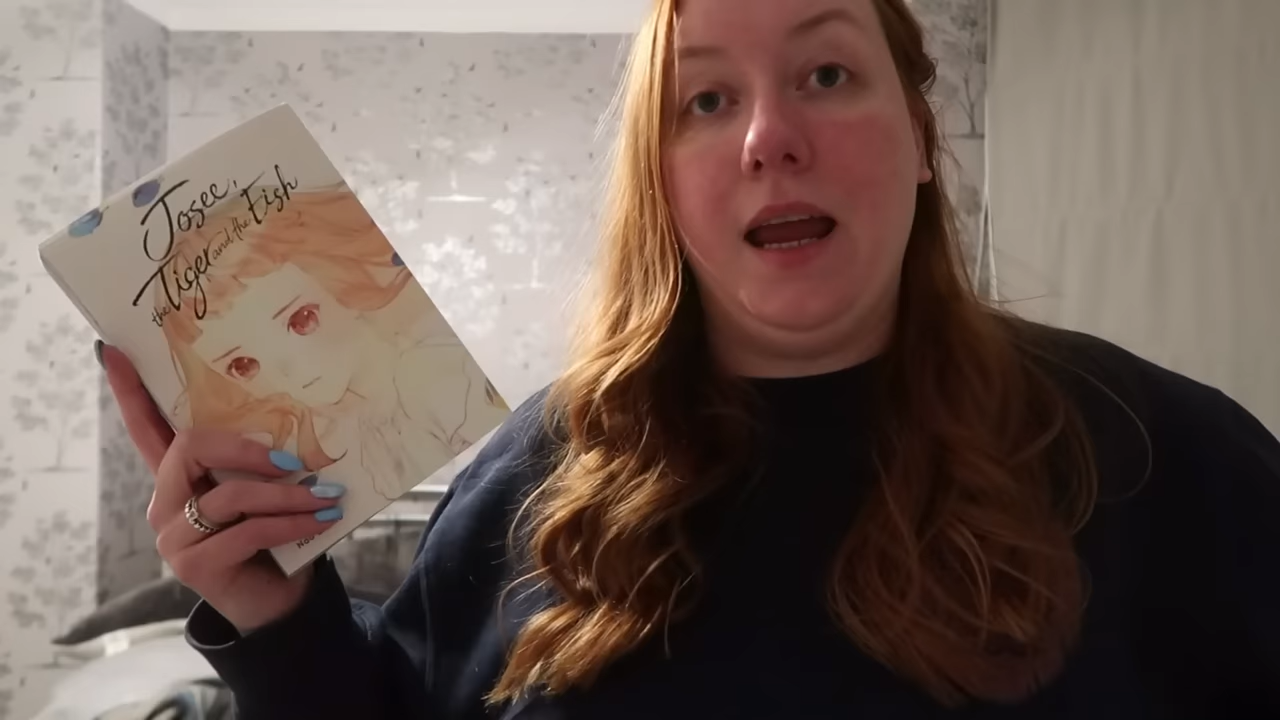 Josee,
the Tiger and the Fish